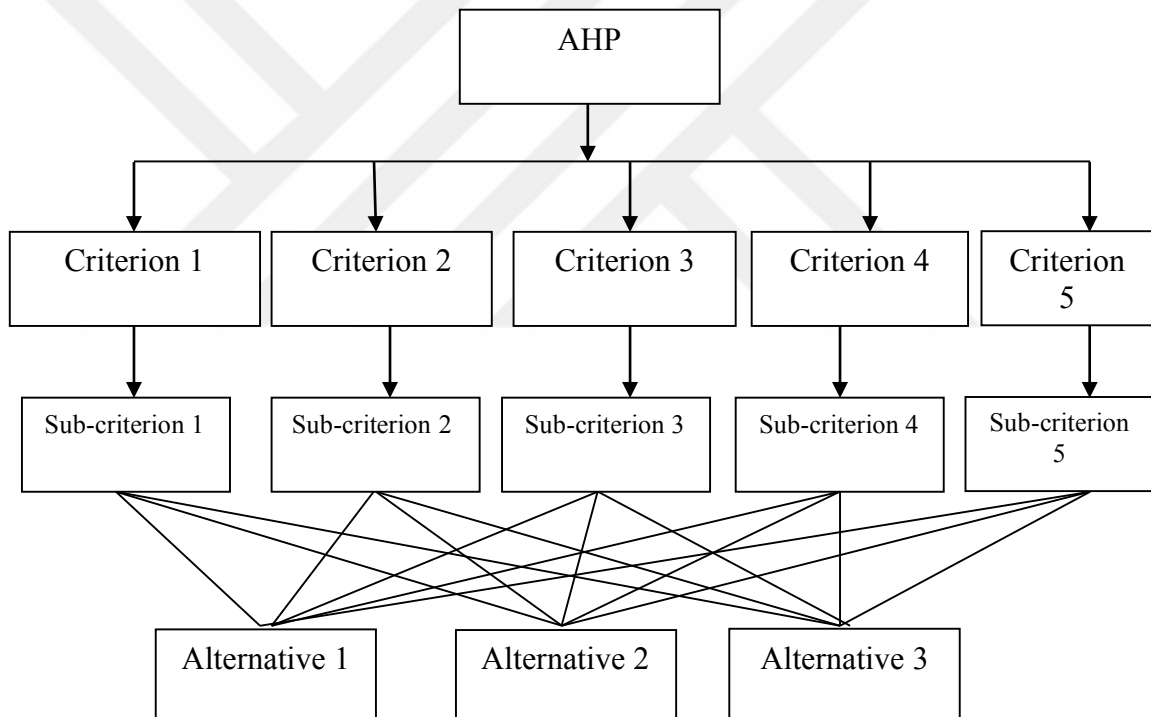 AHP
Criterion 1
Criterion 2
Criterion 3
Criterion 4
Criterion
5
Sub-criterion 1
Sub-criterion 2
Sub-criterion 3
Sub-criterion 4
Sub-criterion
5
Alternative 1
Alternative 2
Alternative 3